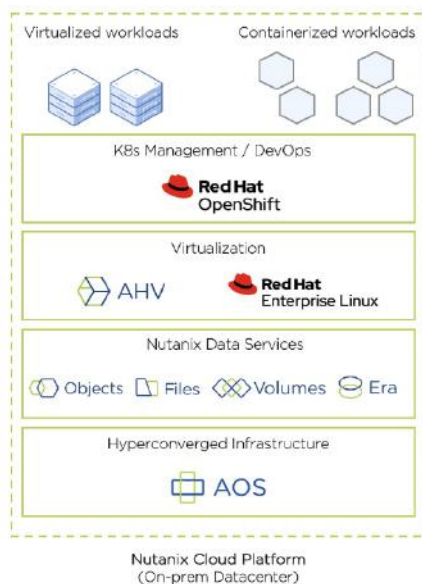 Virtualized workloads
Containerized workloads
K8s Management / DevOps
Red Hat
OpenShift
Virtualization
AHV
Red Hat
Enterprise Linux
Nutanix Data Services
Objects
Files
Volumes
Era
Hyperconverged Infrastructure
AOS
Nutanix Cloud Platform
(On-prem Datacenter)